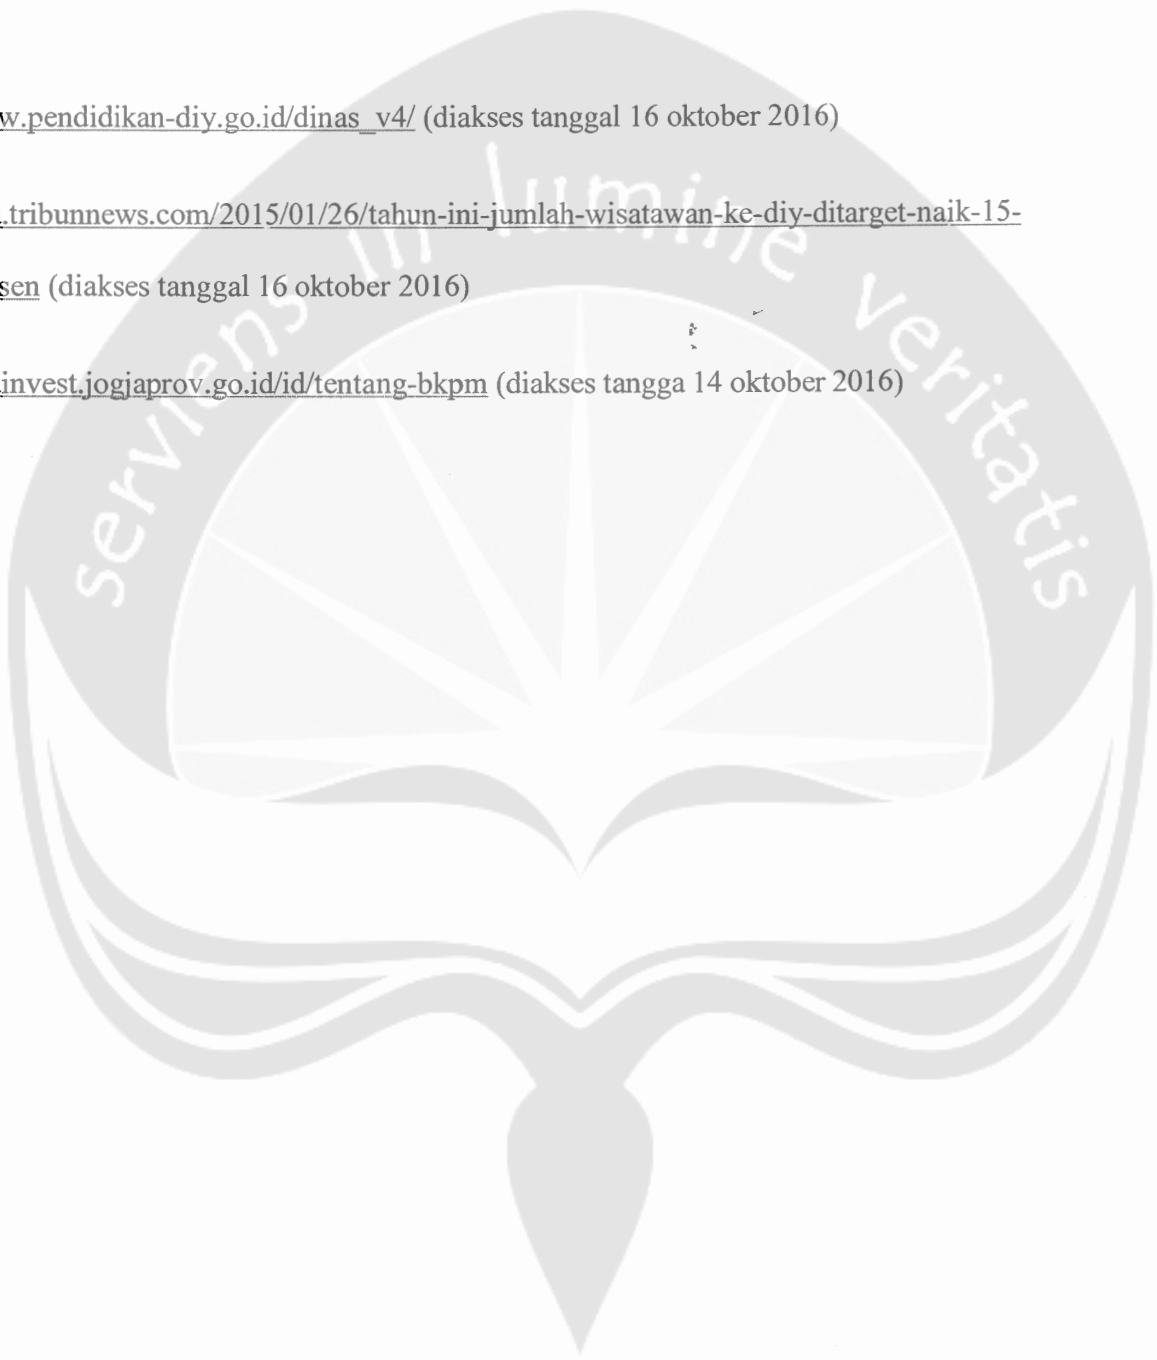 w.pendidikan-diy.go.id/dinas_v4/ (diakses tanggal 16 oktober 2016)
.tribunnews.com/2015/01/26/tahun-ini-jumlah-wisatawan-ke-diy-ditarget-naik-15-
sen (diakses tanggal 16 oktober 2016)
invest.jogjaprov.go.id/id/tentang-bkpm (diakses tangga 14 oktober 2016)
serviens in lumine veritatis